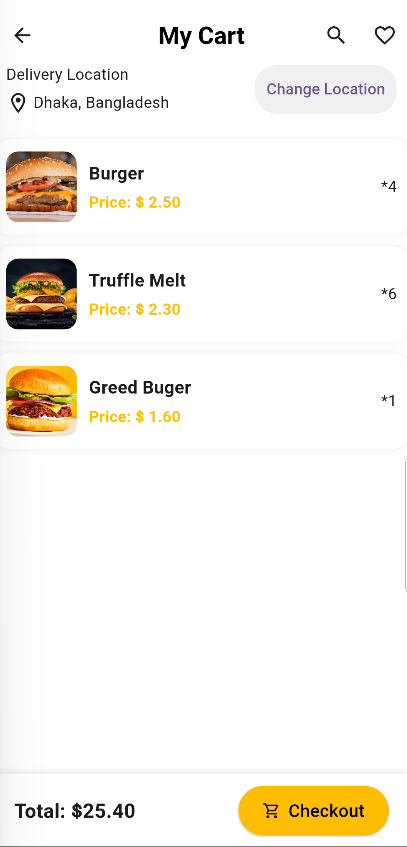 My Cart
Delivery Location
Dhaka, Bangladesh
Change Location
Burger
Price: $ 2.50
*4
Truffle Melt
Price: $ 2.30
*6
Greed Buger
Price: $ 1.60
*1
Total: $25.40
Checkout